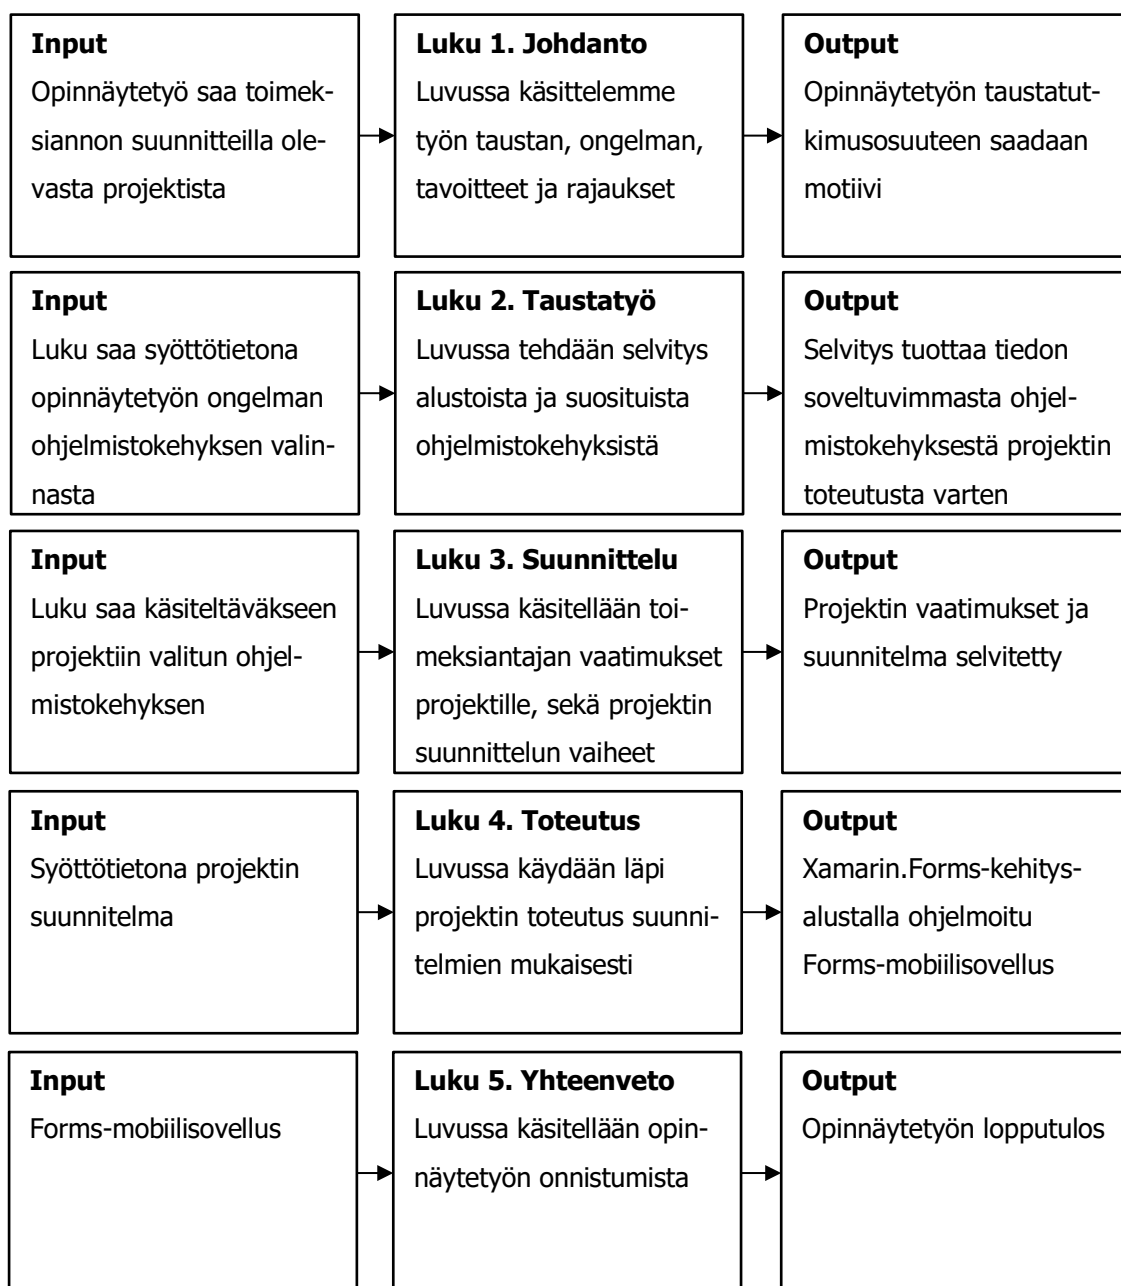 Input
Opinnäytetyö saa toimek-
siannon suunnitteilla ole-
vasta projektista
Luku 1. Johdanto
Luvussa käsittelemme
työn taustan, ongelman,
tavoitteet ja rajaukset
Output
Opinnäytetyön taustatut-
kimusosuuteen saadaan
motiivi
Input
Luku saa syöttötietona
opinnäytetyön ongelman
ohjelmistokehyksen valin-
nasta
Luku 2. Taustatyö
Luvussa tehdään selvitys
alustoista ja suosituista
ohjelmistokehyksistä
Output
Selvitys tuottaa tiedon
soveltuvimmasta ohjel-
mistokehyksestä projektin
toteutusta varten
Input
Luku saa käsiteltäväkseen
projektiin valitun ohjel-
mistokehyksen
Luku 3. Suunnittelu
Luvussa käsitellään toi-
meksiantajan vaatimukset
projektille, sekä projektin
suunnittelun vaiheet
Output
Projektin vaatimukset ja
suunnitelma selvitetty
Input
Syöttötietona projektin
suunnitelma
Luku 4. Toteutus
Luvussa käydään läpi
projektin toteutus suunni-
telmien mukaisesti
Output
Xamarin.Forms-kehitys-
alustalla ohjelmoitu
Forms-mobiilisovellus
Input
Forms-mobiilisovellus
Luku 5. Yhteenveto
Luvussa käsitellään opin-
näytetyön onnistumista
Output
Opinnäytetyön lopputulos